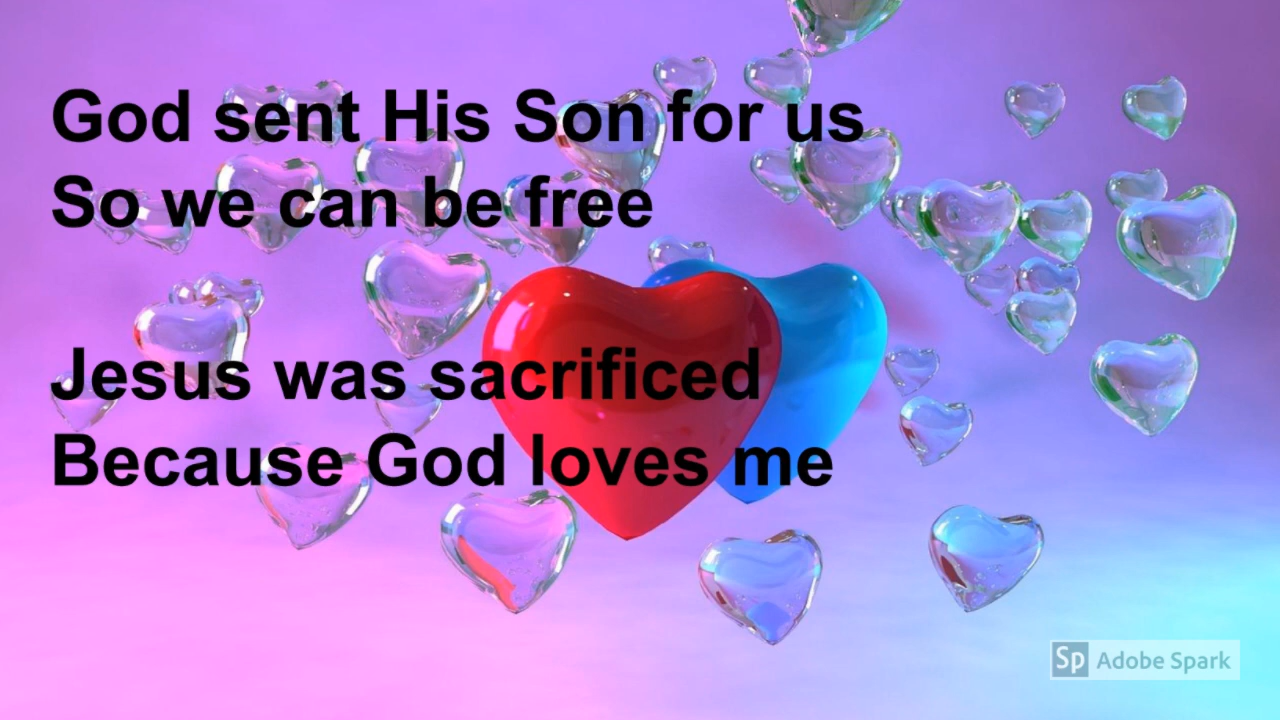 God sent His Son for us
So we can be free
Jesus was sacrificed
Because God loves me
Sp Adobe Spark